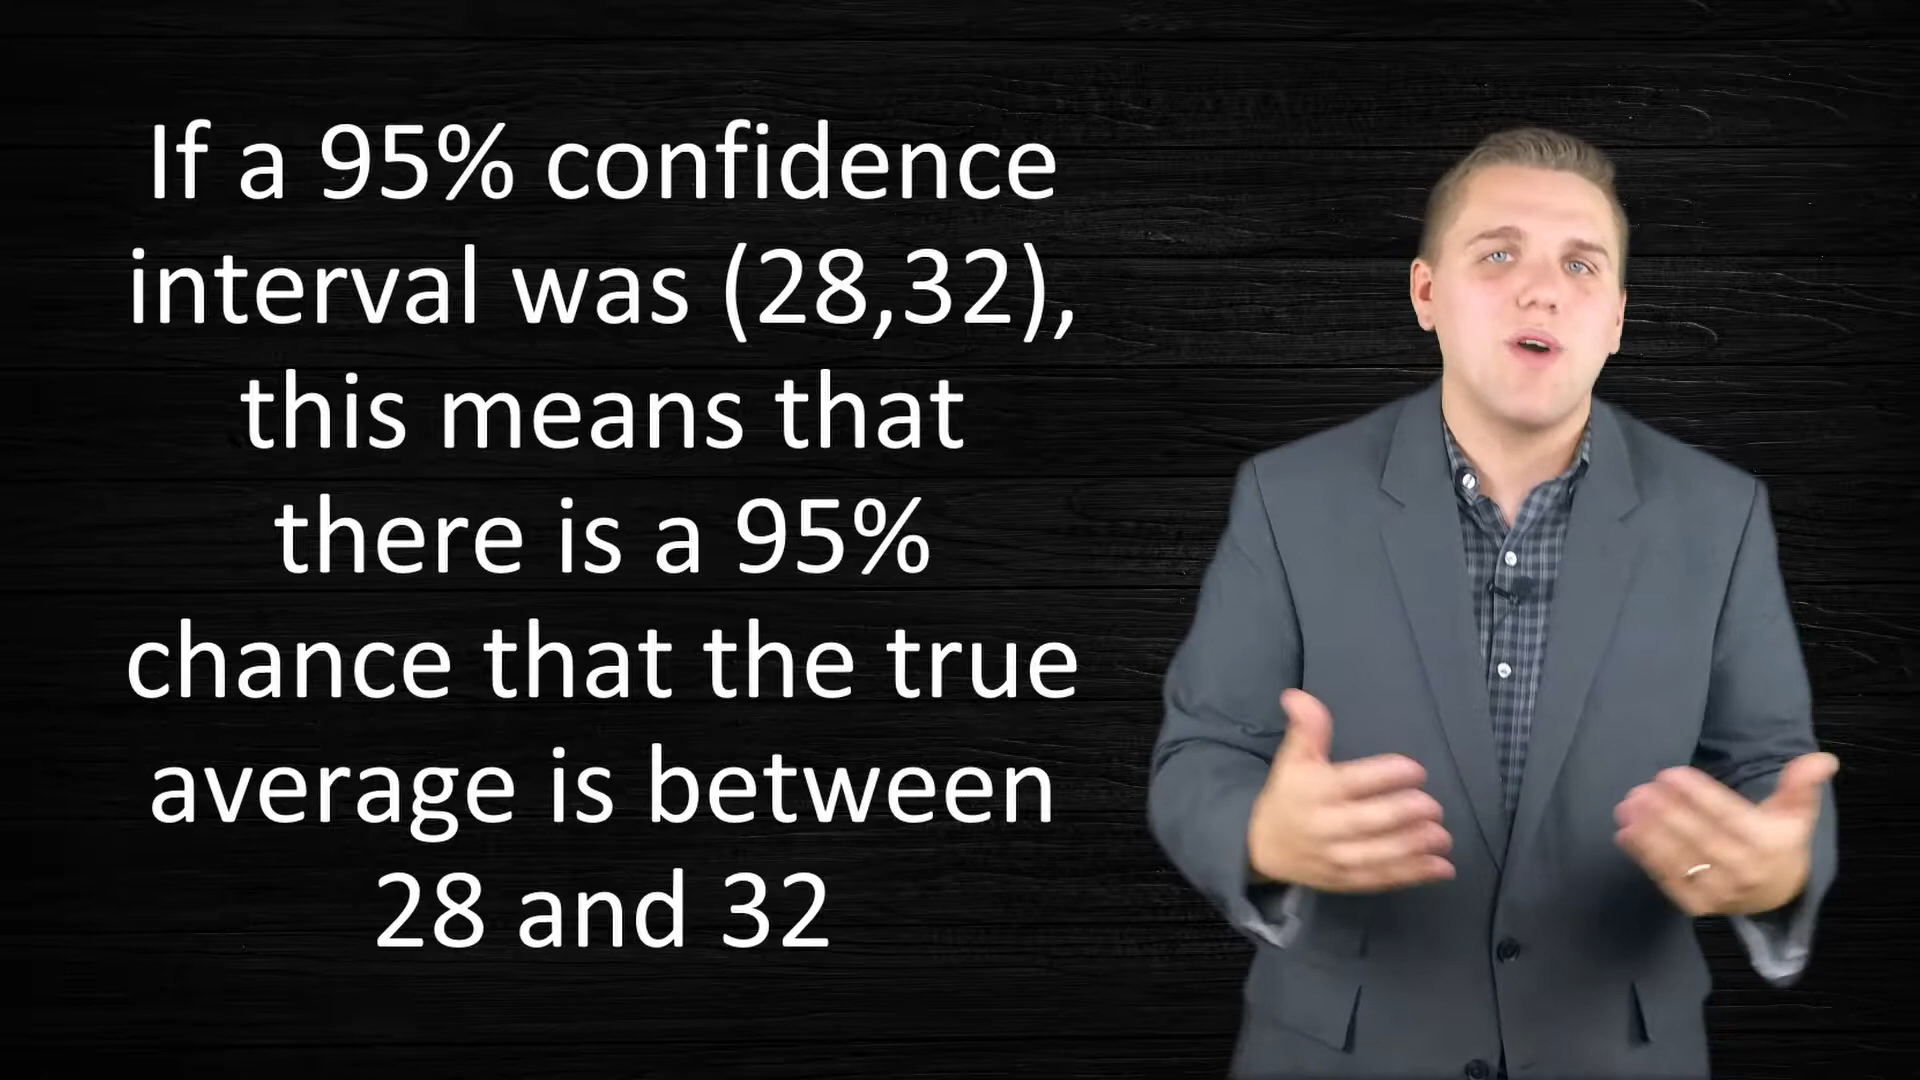 If a 95% confidence
interval was (28,32),
this means that
there is a 95%
chance that the true
average is between
28 and 32